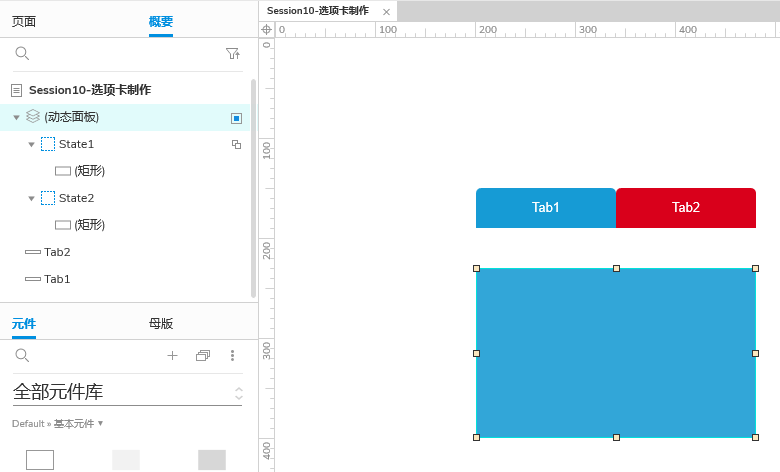 页面 概要
Session10-选项卡制作
Session10-选项卡制作
(动态面板)
State1
(矩形)
State2
(矩形)
Tab2
Tab1
元件 母版
全部元件库
Default » 基本元件 ▼
0 100 200 300 400
0
100
200
300
400
Tab1 Tab2